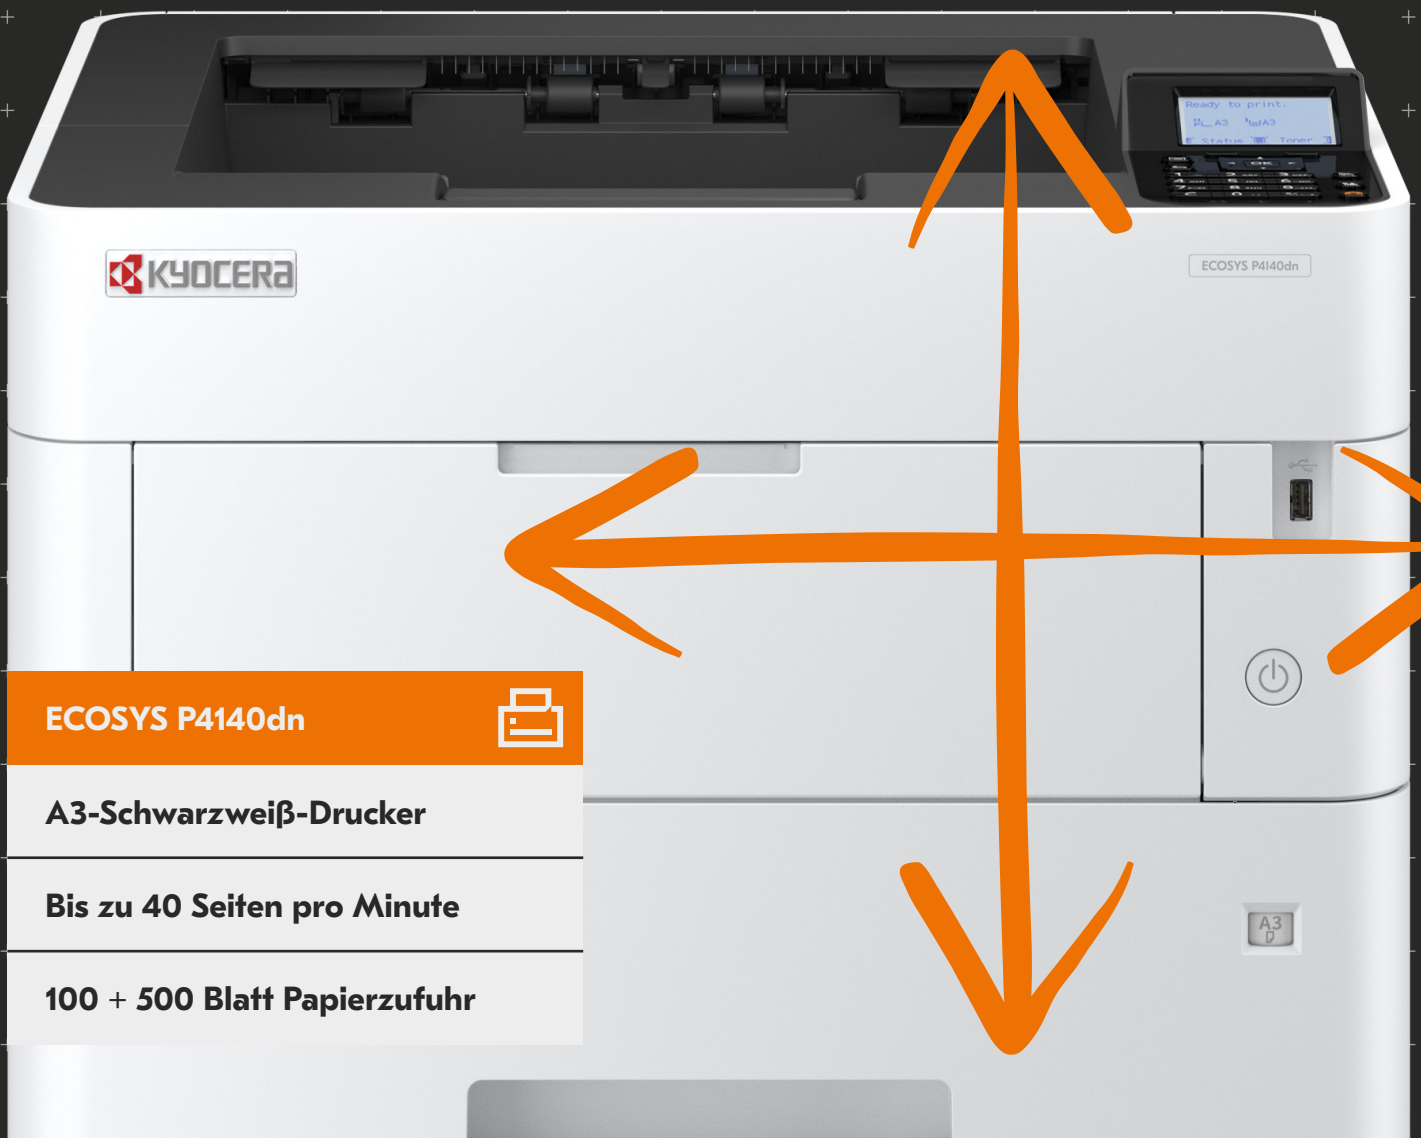 Ready to print.
A3 A3
Status Toner
OK
KYOCERA
ECOSYS P4140dn
ECOSYS P4140dn
A3-Schwarzweiß-Drucker
Bis zu 40 Seiten pro Minute
100 + 500 Blatt Papierzufuhr
A3